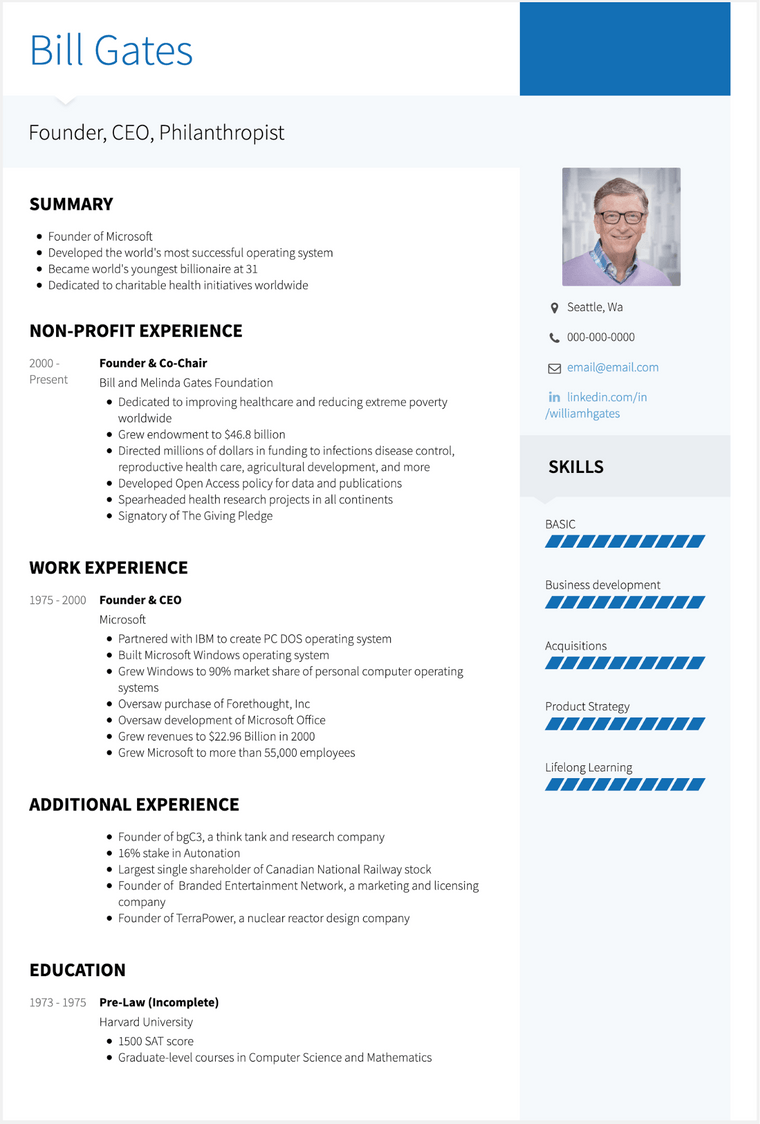 Bill Gates
Founder, CEO, Philanthropist
SUMMARY
Founder of Microsoft
Developed the world's most successful operating system
Became world's youngest billionaire at 31
Dedicated to charitable health initiatives worldwide
NON-PROFIT EXPERIENCE
2000 -
Present
Founder & Co-Chair
Bill and Melinda Gates Foundation
Dedicated to improving healthcare and reducing extreme poverty
worldwide
Grew endowment to $46.8 billion
Directed millions of dollars in funding to infections disease control,
reproductive health care, agricultural development, and more
Developed Open Access policy for data and publications
Spearheaded health research projects in all continents
Signatory of The Giving Pledge
WORK EXPERIENCE
1975 - 2000
Founder & CEO
Microsoft
Partnered with IBM to create PC DOS operating system
Built Microsoft Windows operating system
Grew Windows to 90% market share of personal computer operating
systems
Oversaw purchase of Forethought, Inc
Oversaw development of Microsoft Office
Grew revenues to $22.96 Billion in 2000
Grew Microsoft to more than 55,000 employees
ADDITIONAL EXPERIENCE
Founder of bgC3, a think tank and research company
16% stake in Autonation
Largest single shareholder of Canadian National Railway stock
Founder of  Branded Entertainment Network, a marketing and licensing
company
Founder of TerraPower, a nuclear reactor design company
EDUCATION
1973 - 1975
Pre-Law (Incomplete)
Harvard University
1500 SAT score
Graduate-level courses in Computer Science and Mathematics
Seattle, Wa
000-000-0000
email@email.com
in linkedin.com/in
/williamhgates
SKILLS
BASIC
Business development
Acquisitions
Product Strategy
Lifelong Learning